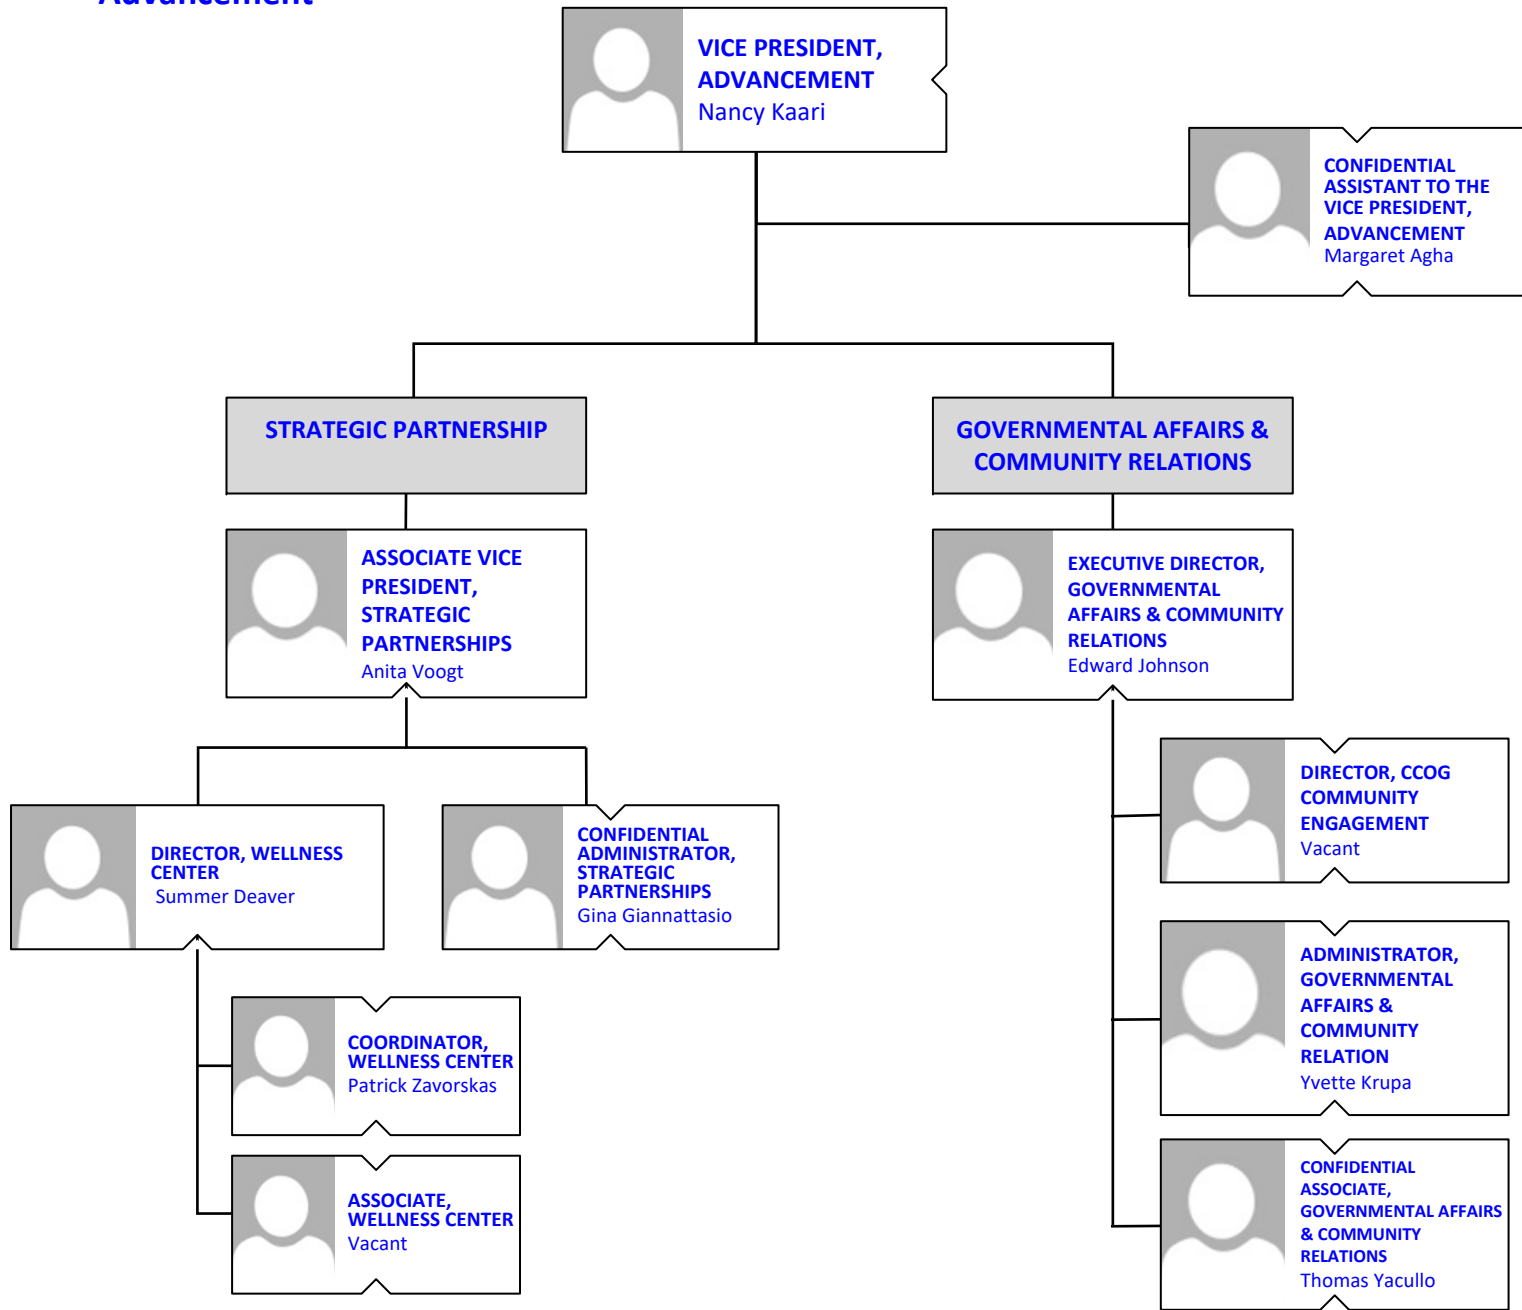 Advancement
VICE PRESIDENT,
ADVANCEMENT
Nancy Kaari
CONFIDENTIAL
ASSISTANT TO THE
VICE PRESIDENT,
ADVANCEMENT
Margaret Agha
STRATEGIC PARTNERSHIP
GOVERNMENTAL AFFAIRS &
COMMUNITY RELATIONS
ASSOCIATE VICE
PRESIDENT,
STRATEGIC
PARTNERSHIPS
Anita Voogt
EXECUTIVE DIRECTOR,
GOVERNMENTAL
AFFAIRS & COMMUNITY
RELATIONS
Edward Johnson
DIRECTOR, WELLNESS
CENTER
Summer Deaver
CONFIDENTIAL
ADMINISTRATOR,
STRATEGIC
PARTNERSHIPS
Gina Giannattasio
DIRECTOR, CCOG
COMMUNITY
ENGAGEMENT
Vacant
COORDINATOR,
WELLNESS CENTER
Patrick Zavorskas
ADMINISTRATOR,
GOVERNMENTAL
AFFAIRS &
COMMUNITY
RELATION
Yvette Krupa
ASSOCIATE,
WELLNESS CENTER
Vacant
CONFIDENTIAL
ASSOCIATE,
GOVERNMENTAL AFFAIRS
& COMMUNITY
RELATIONS
Thomas Yacullo